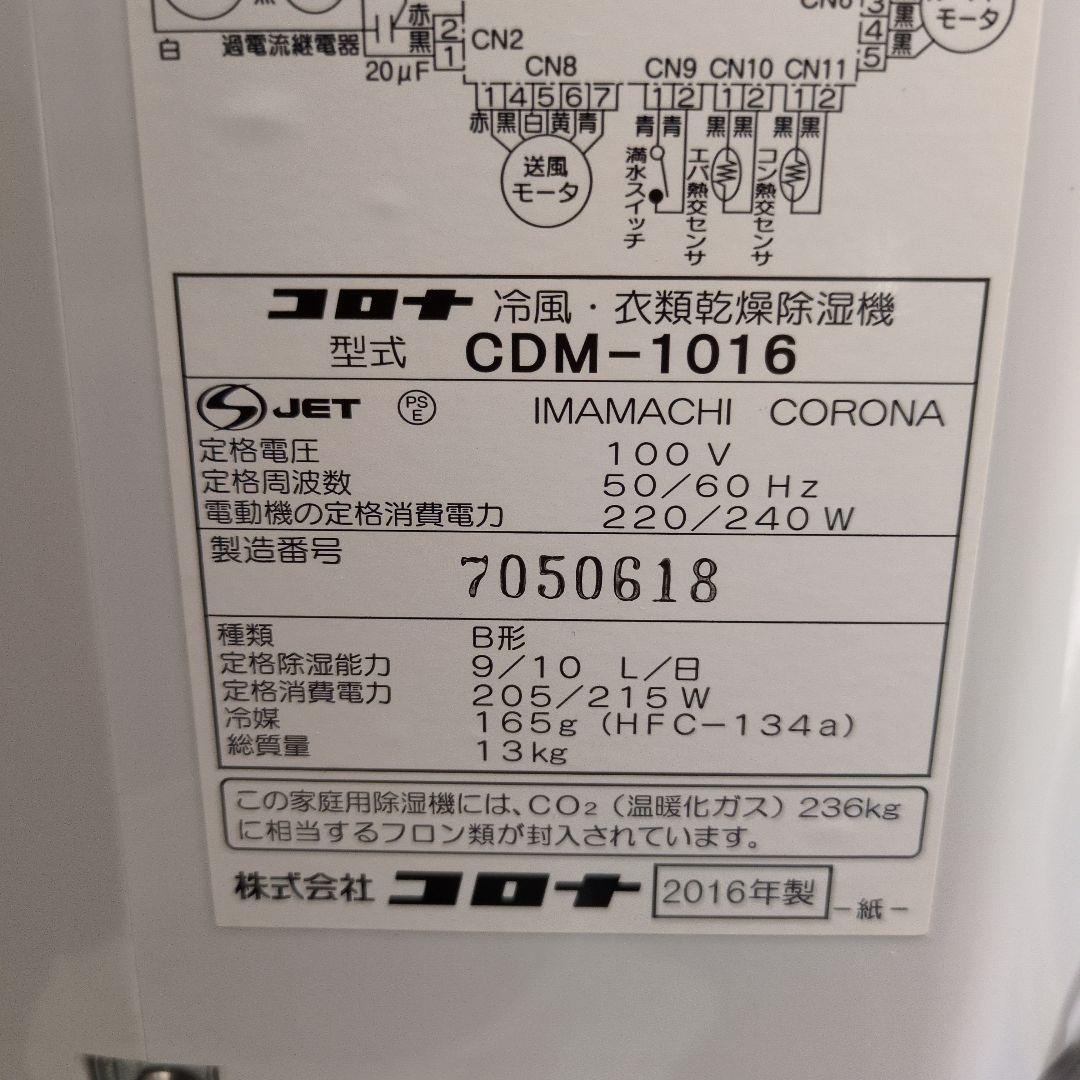 赤
黒
2
1
CN2
白
過電流継電器
20μF
3
4
5
黒
黒
モータ
CN8
CN9
CN10
CN11
1 4 5 6 7
1 2
1 2
1 2
赤 黒 白 黄 青
青 青
黒 黒
黒 黒
送風
モータ
満水スイッチ
エバ熱交センサ
コン熱交センサ
コロナ 冷風・衣類乾燥除湿機
型式 CDM-1016
S JET PSE IMAMACHI CORONA
定格電圧 100 V
定格周波数 50/60 Hz
電動機の定格消費電力 220/240 W
製造番号 7050618
種類 B形
定格除湿能力 9/10 L/日
定格消費電力 205/215 W
冷媒 165g (HFC-134a)
総質量 13kg
この家庭用除湿機には、CO₂(温暖化ガス)236kg
に相当するフロン類が封入されています。
株式会社 コロナ 2016年製 -紙-